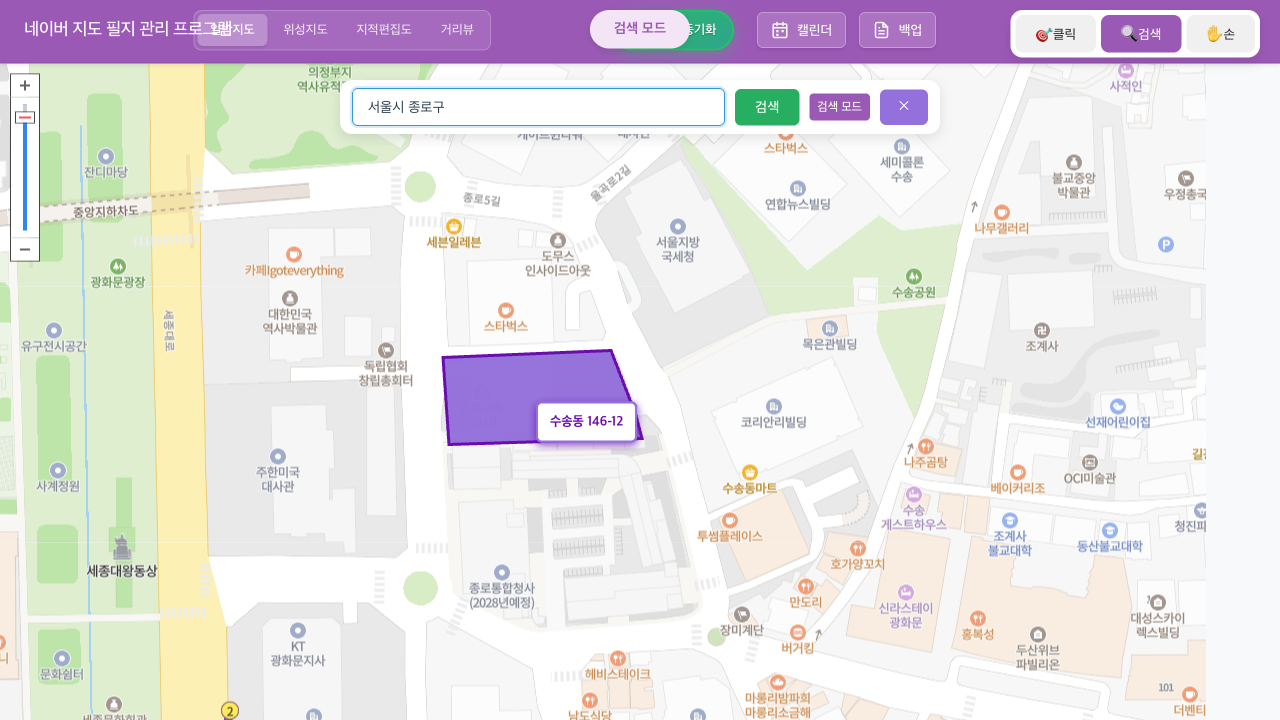 네이버 지도 필지 관리 프로그램
위성지도
지적편집도
거리뷰
검색 모드
캘린더
백업
🎯클릭
🔍검색
✋손
서울시 종로구
검색
검색 모드
×
의정부지
역사유적
사적인
스타벅스
세미콜론
수송
잔디마당
종로5길
율곡로2길
연합뉴스빌딩
불교중앙
박물관
우정총국
중앙지하차도
나무갤러리
세븐일레븐
도무스
인사이드아웃
서울지방
국세청
P
카페Igoteverything
광화문광장
수송공원
대한민국
역사박물관
세종대로
스타벅스
목은관빌딩
조계사
유구전시공간
독립협회
창립총회터
수송동 146-12
코리안리빌딩
선재어린이집
나주곰탕
주한미국
대사관
사계정원
수송동마트
베이커리조
OCI미술관
수송
게스트하우스
투썸플레이스
조계사
불교대학
동산불교대학
청진파
호가양꼬치
세종대왕동상
종로통합청사
(2028년예정)
만도리
신라스테이
광화문
장미계단
홍복성
대성스카이
렉스빌딩
버거킹
두산위브
파빌리온
KT
광화문지사
문화쉼터
헤비스테이크
마롱리밤파회
마롱리소금해
101
더벤티
남도식당
2
세종문화회관